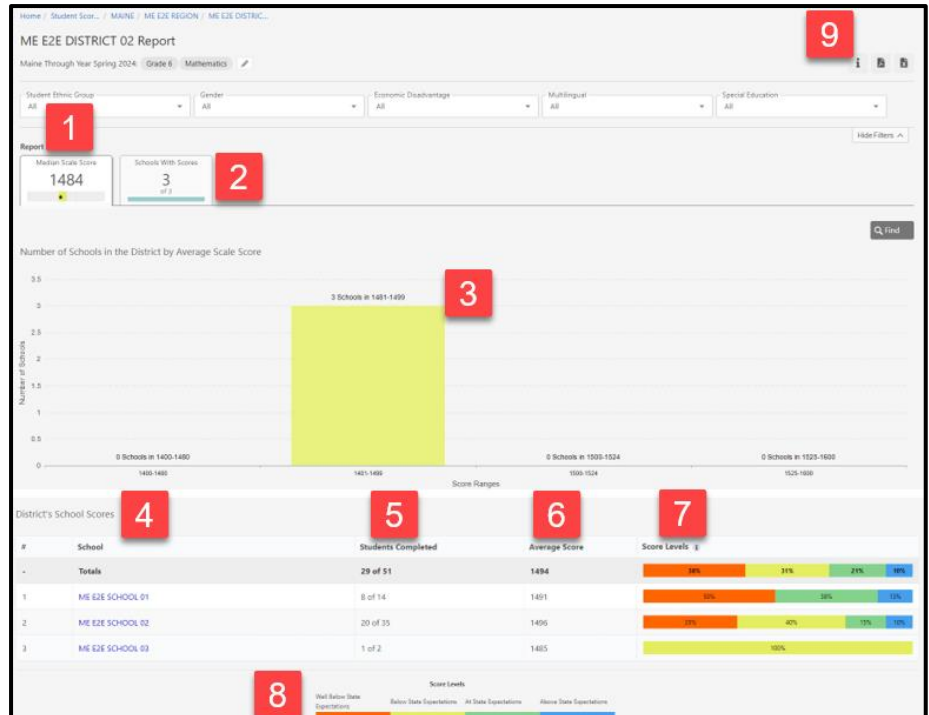 Home / Student Scor... / MAINE / ME E2E REGION / ME E2E DISTRIC...
9
ME E2E DISTRICT 02 Report
Maine Through Year Spring 2024: Grade 6 Mathematics
Student Ethnic Group Gender Economic Disadvantage Multilingual Special Education
All All All All All
1
Hide Filters
Report
Median Scale Score Schools With Scores
1484 3
of 3
2
Find
Number of Schools in the District by Average Scale Score
3.5
3
2.5
2
1.5
1
0.5
0
Number of Schools
3 Schools in 1481-1499
3
0 Schools in 1400-1480 0 Schools in 1500-1524 0 Schools in 1525-1600
1400-1480 1481-1499 1500-1524 1525-1600
Score Ranges
District's School Scores
4 5 6 7
# School Students Completed Average Score Score Levels i
- Totals 29 of 51 1494 31% 21% 10%
1 ME E2E SCHOOL 01 8 of 14 1491 50% 38% 13%
2 ME E2E SCHOOL 02 20 of 35 1496 40% 15% 10%
3 ME E2E SCHOOL 03 1 of 2 1485 100%
8
Score Levels
Well Below State Expectations Below State Expectations At State Expectations Above State Expectations